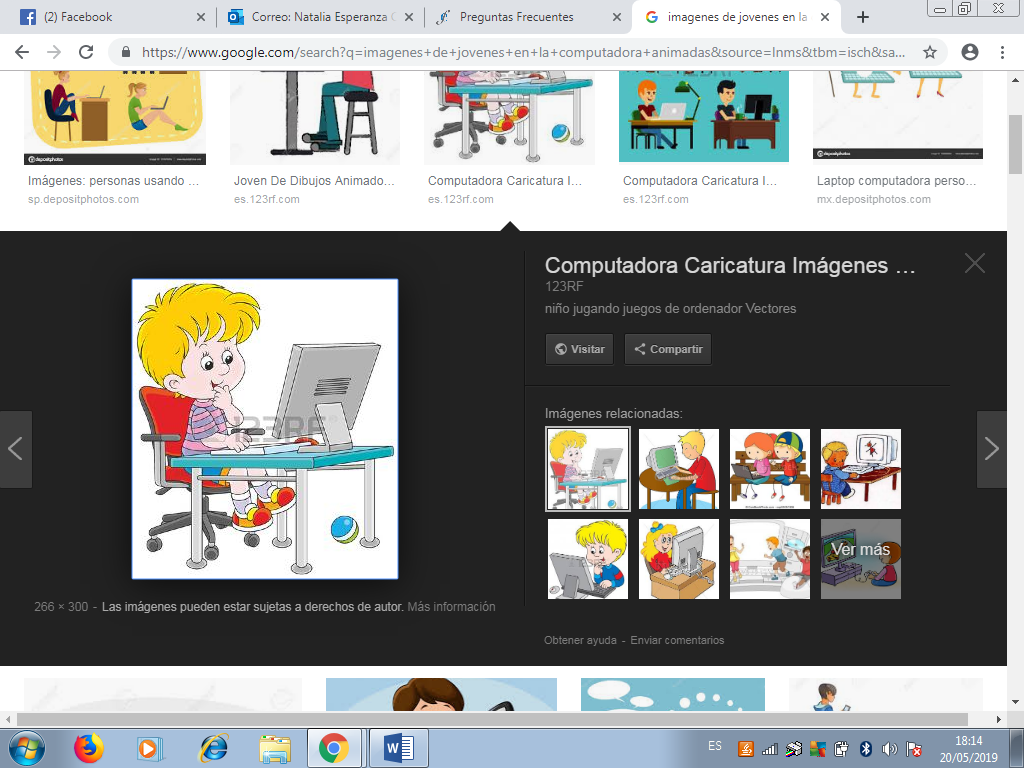 (2) Facebook
Correo: Natalia Esperanza C
Preguntas Frecuentes
imagenes de jovenes en la
https://www.google.com/search?q=imagenes+de+jovenes+en+la+computadora+animadas&source=lnms&tbm=isch&sa...
depositphotos
depositphotos
Imágenes: personas usando ...
Joven De Dibujos Animado...
Computadora Caricatura I...
Computadora Caricatura I...
Laptop computadora perso...
sp.depositphotos.com
es.123rf.com
es.123rf.com
es.123rf.com
mx.depositphotos.com
Computadora Caricatura Imágenes ...
123RF
niño jugando juegos de ordenador Vectores
Visitar
Compartir
123RF
Imágenes relacionadas:
Ver más
266 × 300 - Las imágenes pueden estar sujetas a derechos de autor. Más información
Obtener ayuda - Enviar comentarios
ES
18:14
20/05/2019